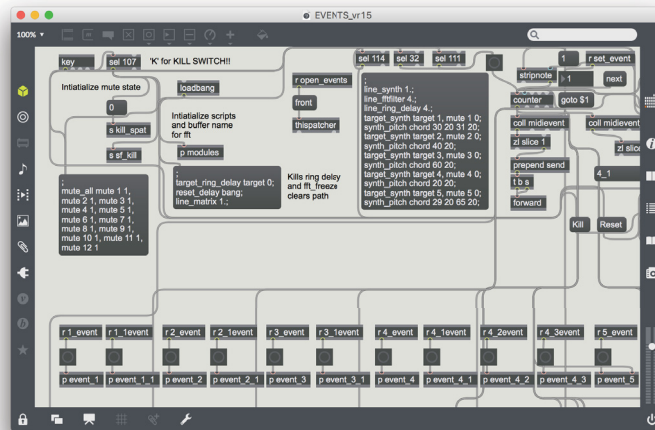 EVENTS_vr15
100% ▼
key
sel 107
'K' for KILL SWITCH!!
sel 114
sel 32
sel 111
1
r set_event
stripnote
1
next
Intiatialize mute state
loadbang
r open_events
0
front
counter
goto $1
Intiatialize scripts
and buffer name
for fft
s kill_spat
thispatcher
coll midievent
coll midievent
s sf_kill
p modules
zl slice 1
zl slice
;
line_synth 1.;
line_fftfilter 4.;
line_ring_delay 4.;
target_synth target 1, mute 1 0;
synth_pitch chord 30 20 31 20;
target_synth target 2, mute 2 0;
synth_pitch chord 40 20;
target_synth target 3, mute 3 0;
synth_pitch chord 60 20;
target_synth target 4, mute 4 0;
synth_pitch chord 20 20;
target_synth target 5, mute 5 0;
synth_pitch chord 29 20 65 20;
prepend send
4_1
t b s
forward
;
mute_all mute 1 1,
mute 2 1, mute 3 1,
mute 4 1, mute 5 1,
mute 6 1, mute 7 1,
mute 8 1, mute 9 1,
mute 10 1, mute 11 1,
mute 12 1
;
target_ring_delay target 0;
reset_delay bang;
line_matrix 1.;
Kills ring delay
and fft_freeze
clears path
Kill
Reset
r 1_event
r 1_1event
r 2_event
r 2_1event
r 3_event
r 3_1event
r 4_event
r 4_1event
r 4_2event
r 4_3event
r 5_event
p event_1
p event_1_1
p event_2
p event_2_1
p event_3
p event_3_1
p event_4
p event_4_1
p event_4_2
p event_4_3
p event_5